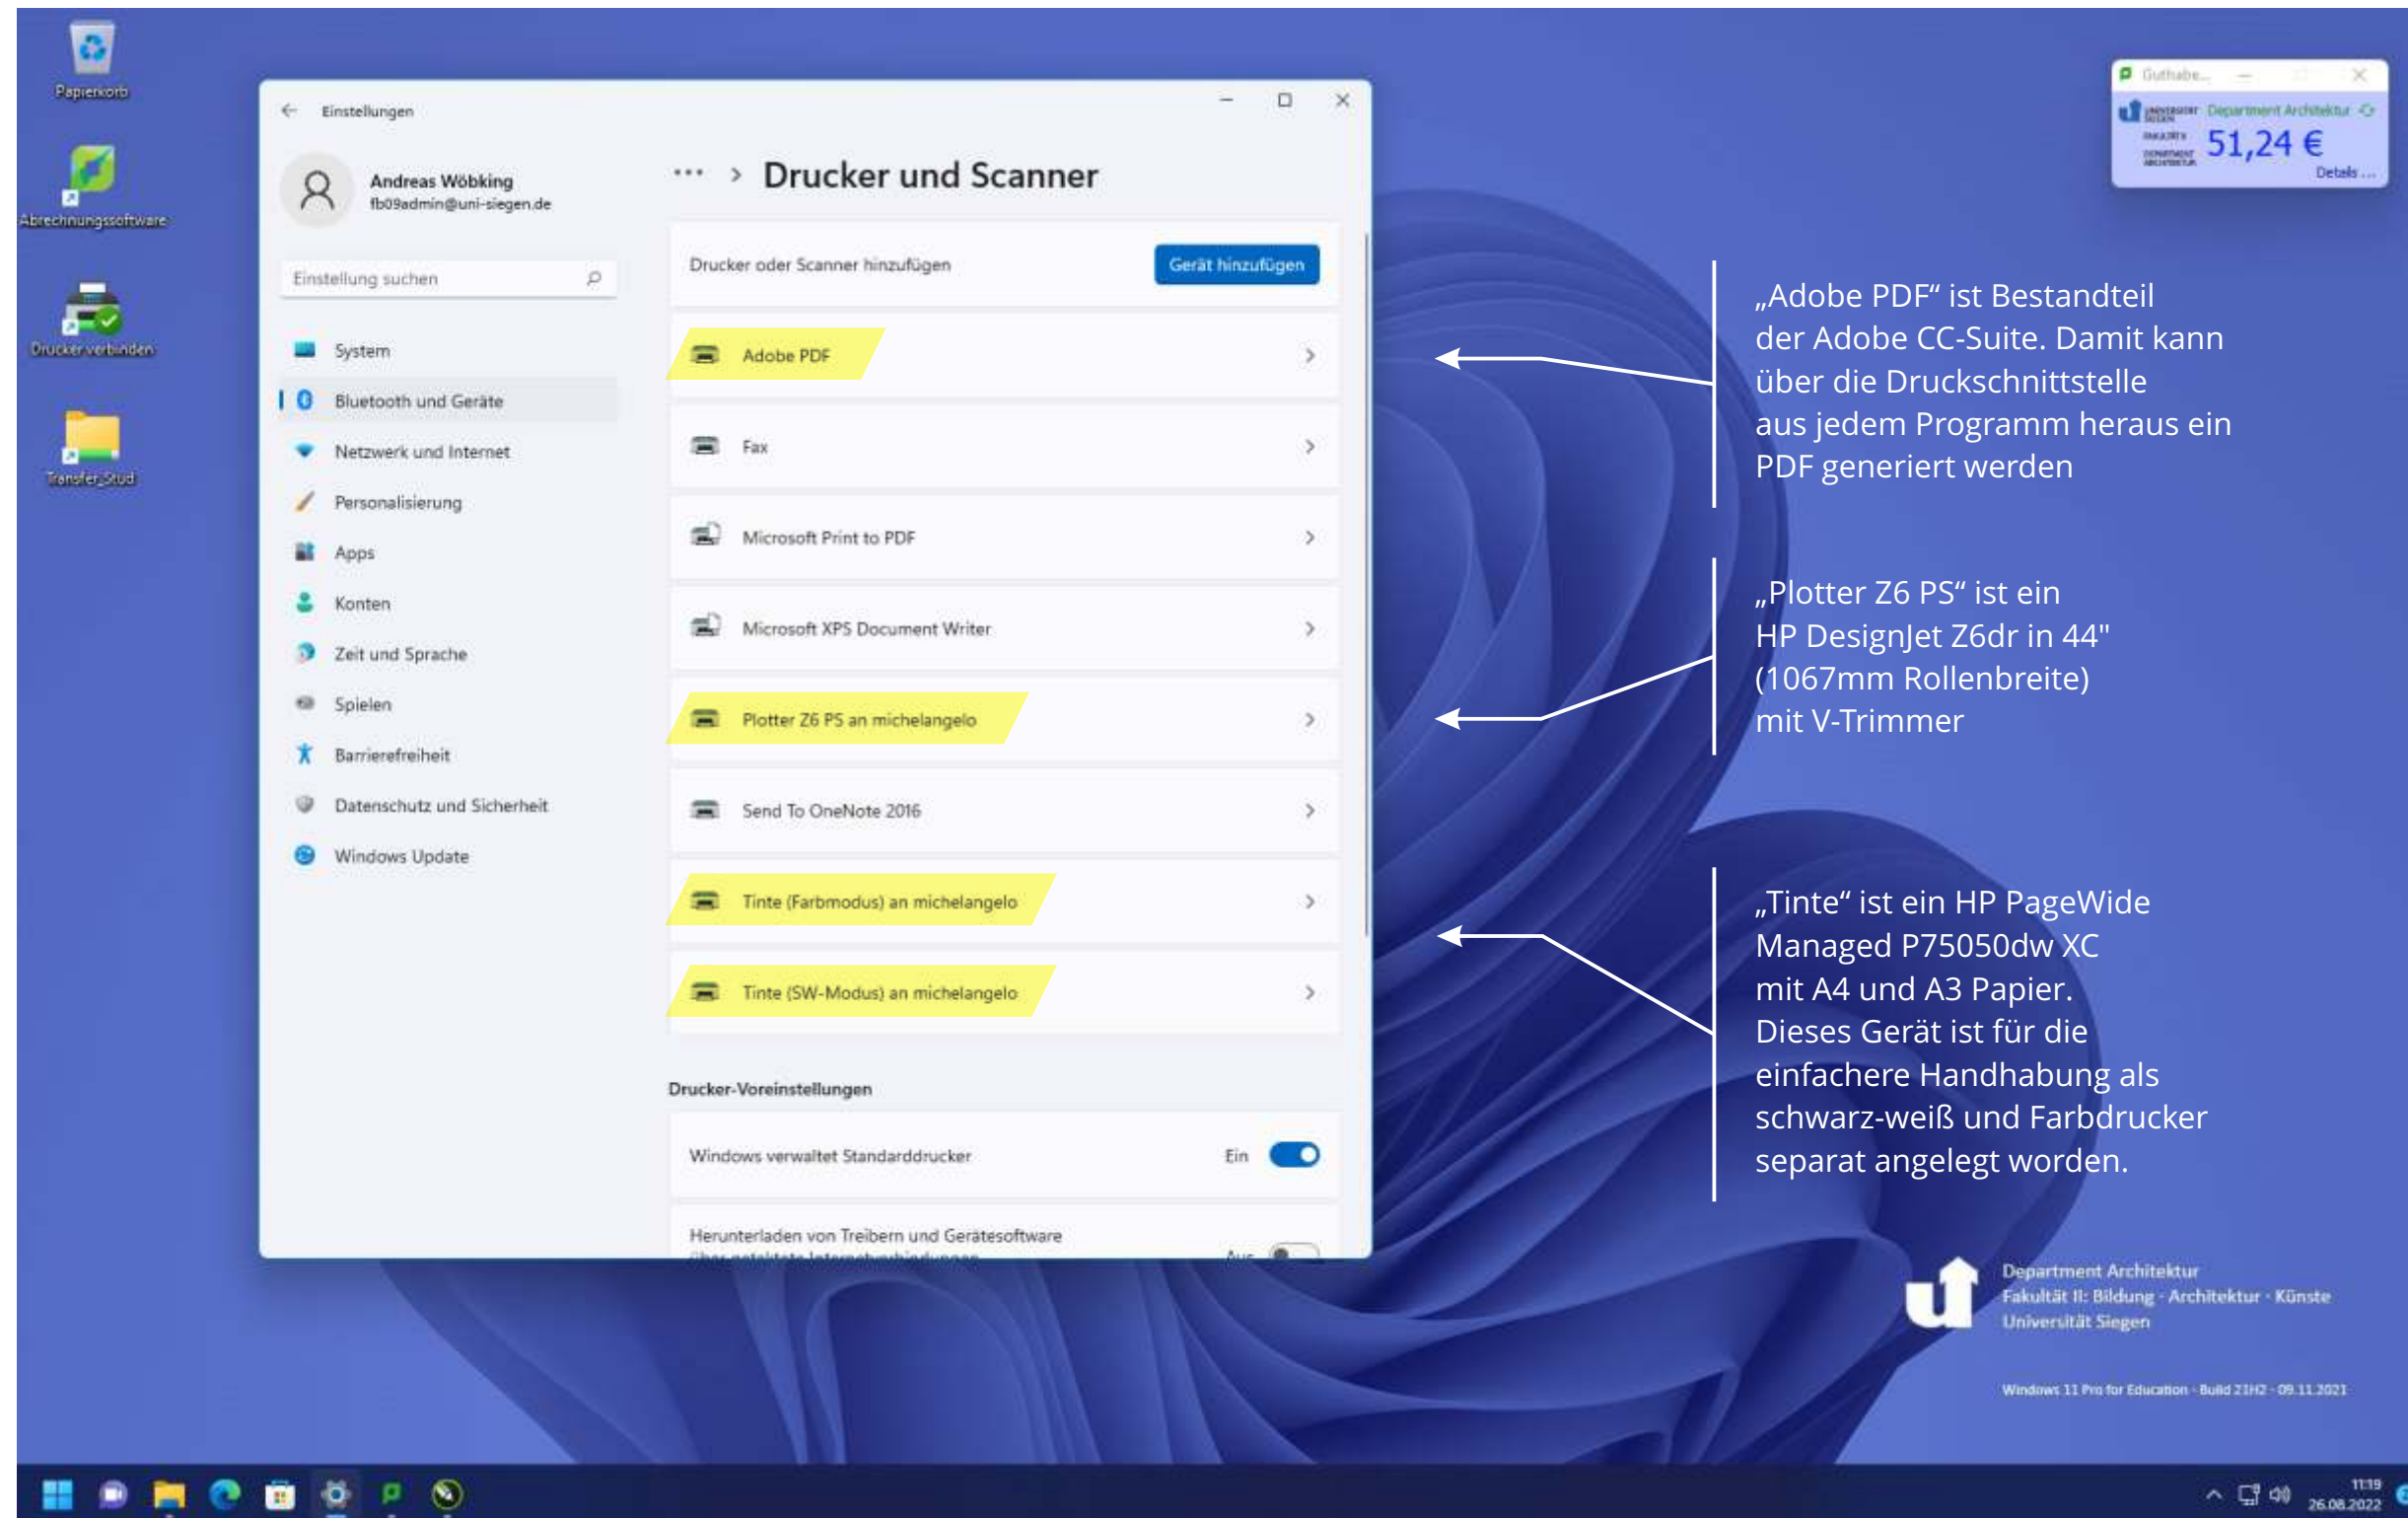 Papierkorb
Abrechnungssoftware
Drucker verbinden
Transfer_Stud
Einstellungen
Andreas Wöbking
fb09admin@uni-siegen.de
Einstellung suchen
System
Bluetooth und Geräte
Netzwerk und Internet
Personalisierung
Apps
Konten
Zeit und Sprache
Spielen
Barrierefreiheit
Datenschutz und Sicherheit
Windows Update
··· > Drucker und Scanner
Drucker oder Scanner hinzufügen
Gerät hinzufügen
Adobe PDF
Fax
Microsoft Print to PDF
Microsoft XPS Document Writer
Plotter Z6 PS an michelangelo
Send To OneNote 2016
Tinte (Farbmodus) an michelangelo
Tinte (SW-Modus) an michelangelo
Drucker-Voreinstellungen
Windows verwaltet Standarddrucker
Ein
Herunterladen von Treibern und Gerätesoftware
Guthabe...
UNIVERSITÄT
SIEGEN
DEPARTMENT
ARCHITEKTUR
Department Architektur
51,24 €
Details ...
„Adobe PDF“ ist Bestandteil
der Adobe CC-Suite. Damit kann
über die Druckschnittstelle
aus jedem Programm heraus ein
PDF generiert werden
„Plotter Z6 PS“ ist ein
HP DesignJet Z6dr in 44"
(1067mm Rollenbreite)
mit V-Trimmer
„Tinte“ ist ein HP PageWide
Managed P75050dw XC
mit A4 und A3 Papier.
Dieses Gerät ist für die
einfachere Handhabung als
schwarz-weiß und Farbdrucker
separat angelegt worden.
Department Architektur
Fakultät II: Bildung · Architektur · Künste
Universität Siegen
Windows 11 Pro for Education - Build 21H2 - 09.11.2021
11:19
26.08.2022